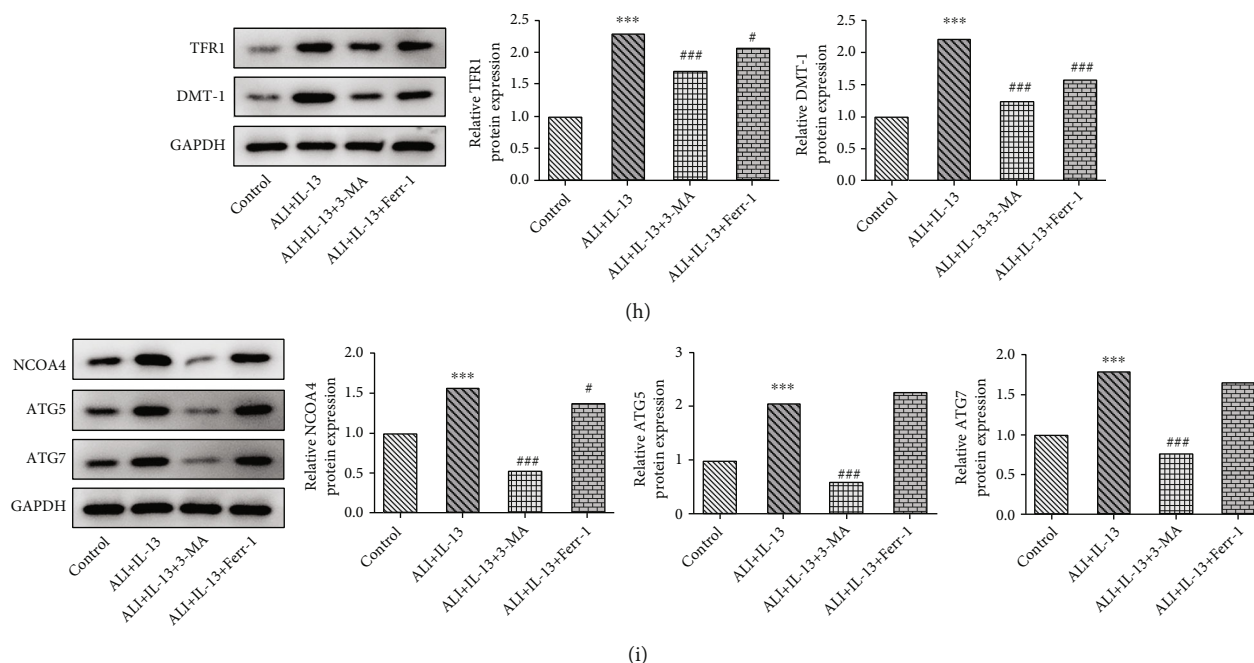 TFR1
DMT-1
GAPDH
Control
ALI+IL-13
ALI+IL-13+3-MA
ALI+IL-13+Ferr-1
Relative TFR1
protein expression
2.5
2.0
1.5
1.0
0.5
0.0
***
###
#
Control
ALI+IL-13
ALI+IL-13+3-MA
ALI+IL-13+Ferr-1
Relative DMT-1
protein expression
2.5
2.0
1.5
1.0
0.5
0.0
***
###
###
Control
ALI+IL-13
ALI+IL-13+3-MA
ALI+IL-13+Ferr-1
(h)
NCOA4
ATG5
ATG7
GAPDH
Control
ALI+IL-13
ALI+IL-13+3-MA
ALI+IL-13+Ferr-1
Relative NCOA4
protein expression
2.0
1.5
1.0
0.5
0.0
***
###
#
Control
ALI+IL-13
ALI+IL-13+3-MA
ALI+IL-13+Ferr-1
Relative ATG5
protein expression
3
2
1
0
***
###
Control
ALI+IL-13
ALI+IL-13+3-MA
ALI+IL-13+Ferr-1
Relative ATG7
protein expression
2.0
1.5
1.0
0.5
0.0
***
###
Control
ALI+IL-13
ALI+IL-13+3-MA
ALI+IL-13+Ferr-1
(i)